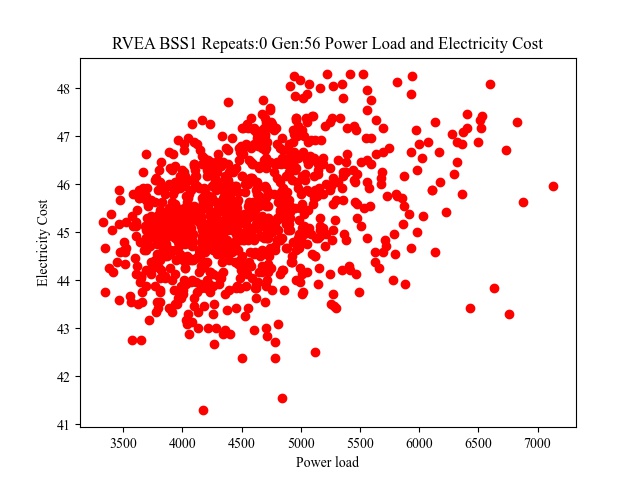 RVEA BSS1 Repeats:0 Gen:56 Power Load and Electricity Cost
48
47
46
45
44
43
42
41
Electricity Cost
3500 4000 4500 5000 5500 6000 6500 7000
Power load